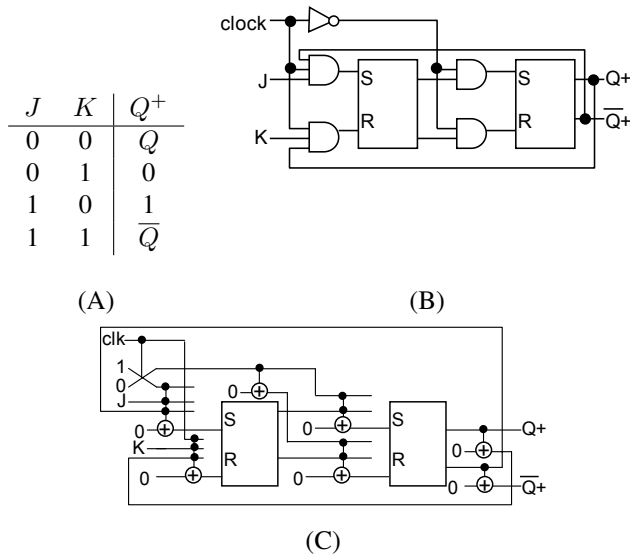 J K Q⁺
0 0 Q
0 1 0
1 0 1
1 1 Q̅
(A)
clock
J S S Q+
R R Q̅+
K
(B)
clk
1
0
J 0
S S
0 0 Q+
K 0
R R
0 0 0 Q̅+
(C)